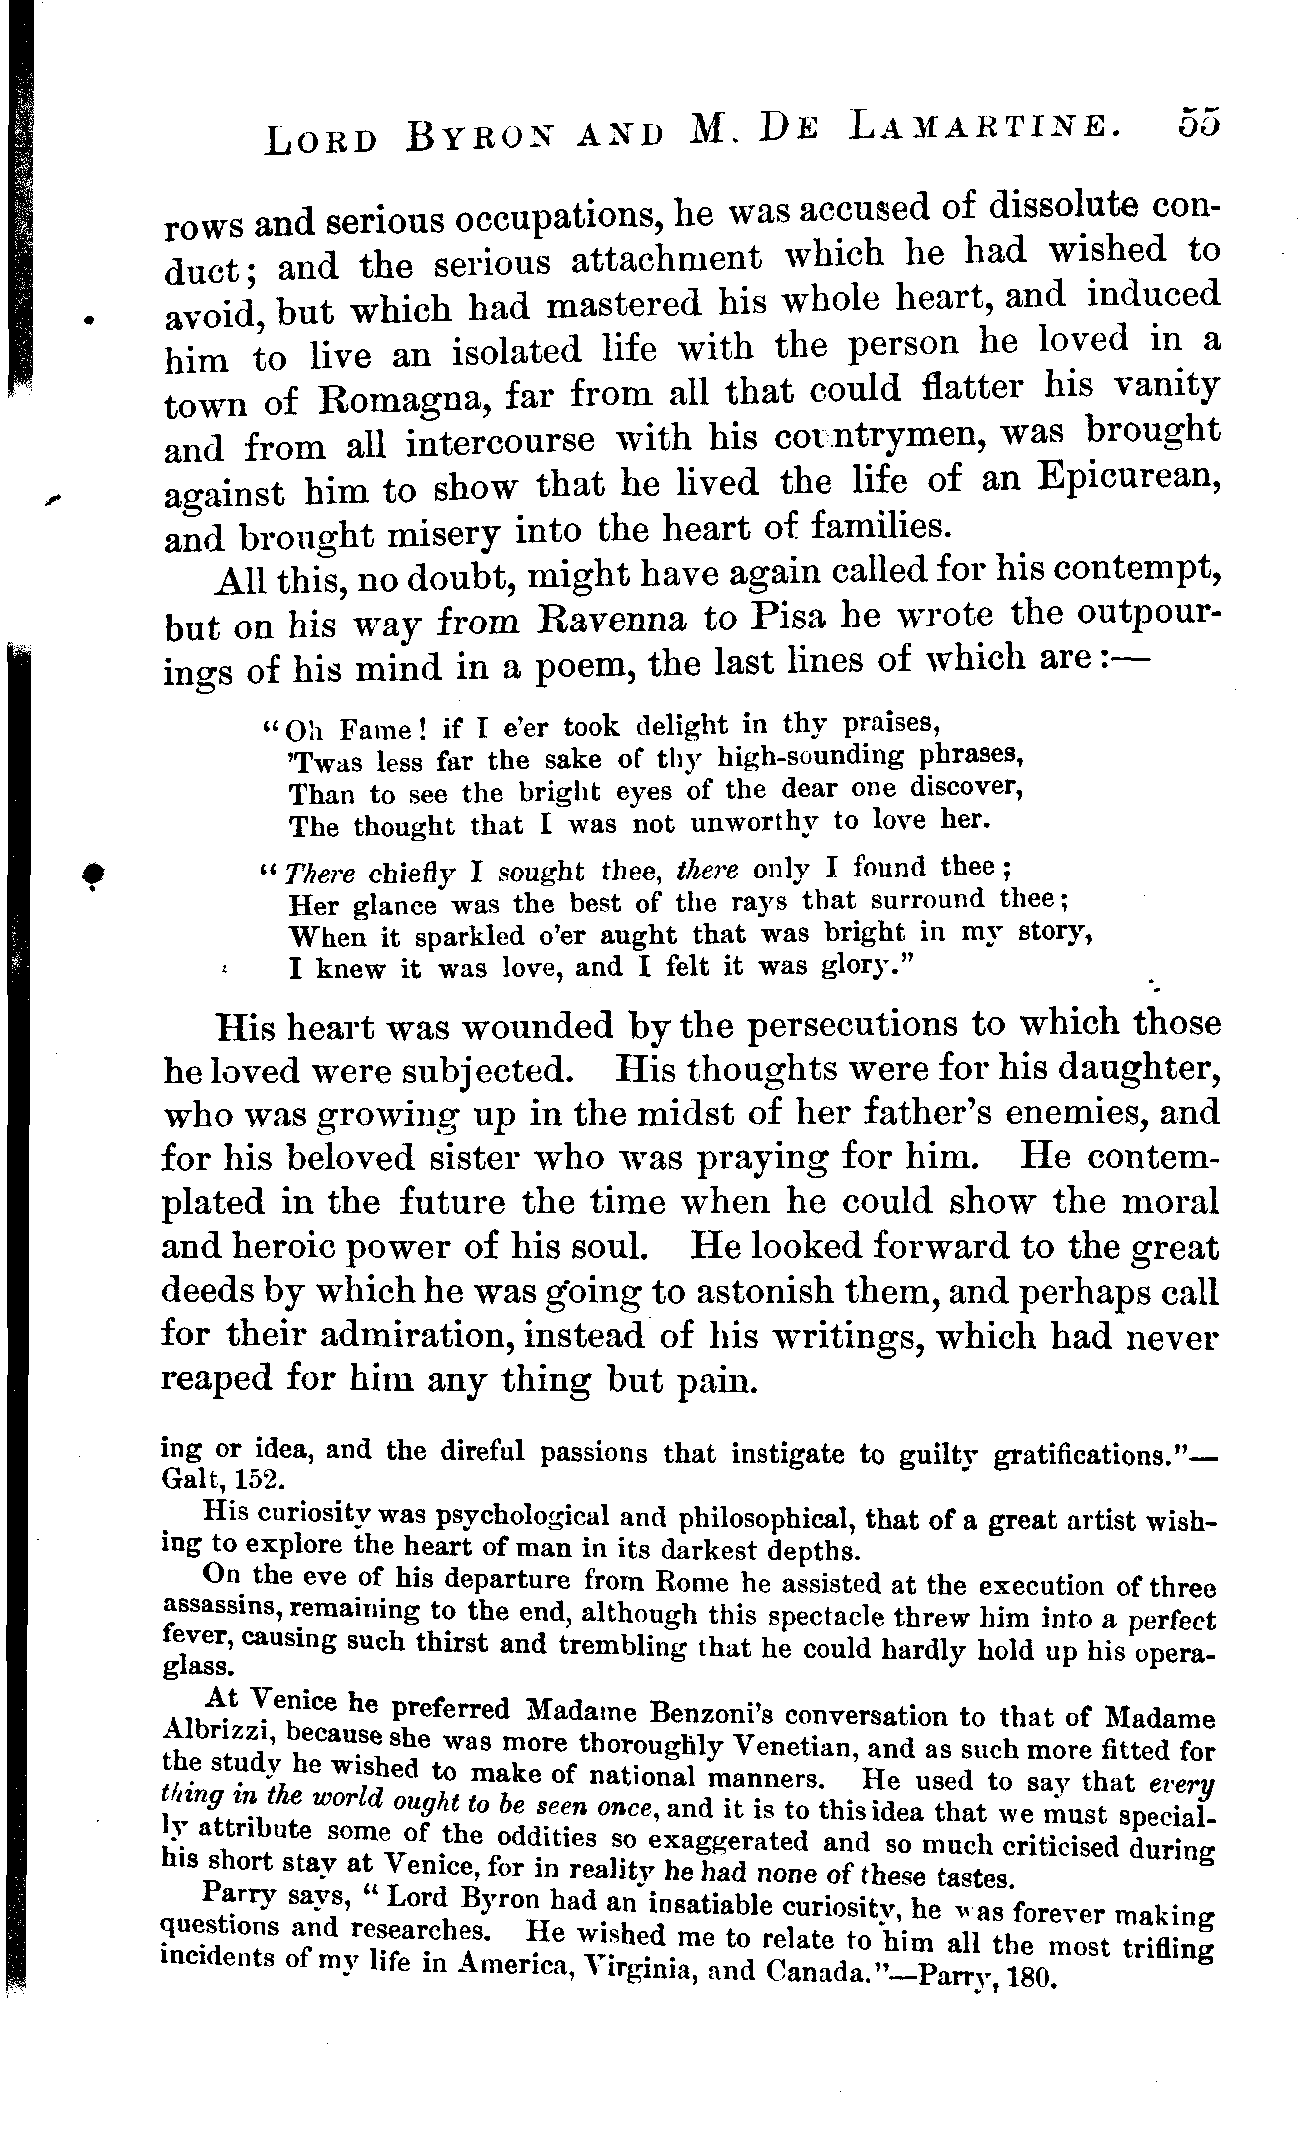 LORD BYRON AND M. DE LAMARTINE. 55
rows and serious occupations, he was accused of dissolute con-
duct; and the serious attachment which he had wished to
avoid, but which had mastered his whole heart, and induced
him to live an isolated life with the person he loved in a
town of Romagna, far from all that could flatter his vanity
and from all intercourse with his countrymen, was brought
against him to show that he lived the life of an Epicurean,
and brought misery into the heart of families.
All this, no doubt, might have again called for his contempt,
but on his way from Ravenna to Pisa he wrote the outpour-
ings of his mind in a poem, the last lines of which are:—
"Oh Fame! if I e'er took delight in thy praises,
'Twas less far the sake of thy high-sounding phrases,
Than to see the bright eyes of the dear one discover,
The thought that I was not unworthy to love her.
"There chiefly I sought thee, there only I found thee;
Her glance was the best of the rays that surround thee;
When it sparkled o'er aught that was bright in my story,
I knew it was love, and I felt it was glory."
His heart was wounded by the persecutions to which those
he loved were subjected. His thoughts were for his daughter,
who was growing up in the midst of her father's enemies, and
for his beloved sister who was praying for him. He contem-
plated in the future the time when he could show the moral
and heroic power of his soul. He looked forward to the great
deeds by which he was going to astonish them, and perhaps call
for their admiration, instead of his writings, which had never
reaped for him any thing but pain.
ing or idea, and the direful passions that instigate to guilty gratifications."—
Galt, 152.
His curiosity was psychological and philosophical, that of a great artist wish-
ing to explore the heart of man in its darkest depths.
On the eve of his departure from Rome he assisted at the execution of three
assassins, remaining to the end, although this spectacle threw him into a perfect
fever, causing such thirst and trembling that he could hardly hold up his opera-
glass.
At Venice he preferred Madame Benzoni's conversation to that of Madame
Albrizzi, because she was more thoroughly Venetian, and as such more fitted for
the study he wished to make of national manners. He used to say that every
thing in the world ought to be seen once, and it is to this idea that we must special-
ly attribute some of the oddities so exaggerated and so much criticised during
his short stay at Venice, for in reality he had none of these tastes.
Parry says, "Lord Byron had an insatiable curiosity, he was forever making
questions and researches. He wished me to relate to him all the most trifling
incidents of my life in America, Virginia, and Canada."—Parry, 180.